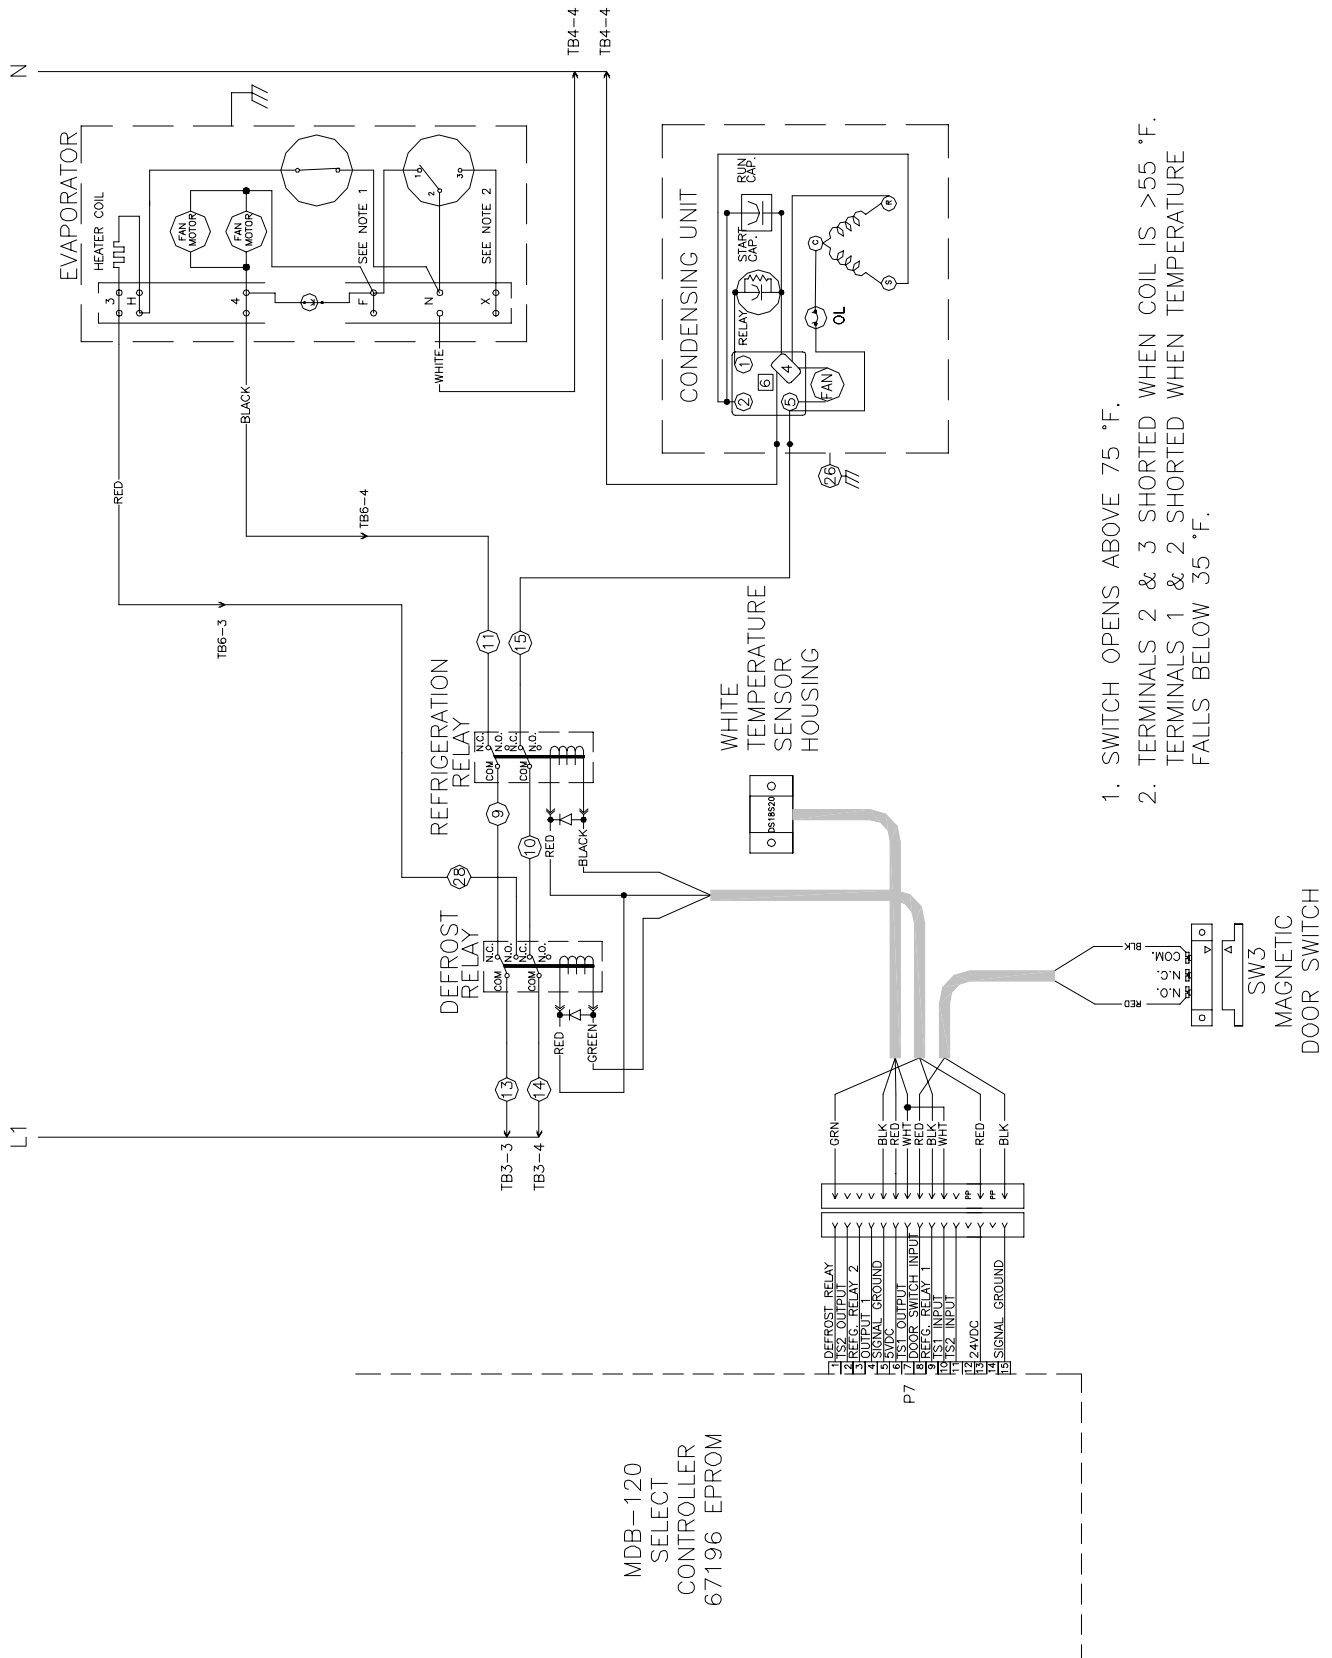 N
TB4-4
TB4-4
EVAPORATOR
HEATER COIL
FAN
MOTOR
FAN
MOTOR
1
2
3
SEE NOTE 1
SEE NOTE 2
3
H
4
F
N
X
RED
BLACK
WHITE
TB6-3
TB6-4
CONDENSING UNIT
START
CAP.
RUN
CAP.
RELAY
1
2
6
4
5
FAN
OL
C
R
S
26
1. SWITCH OPENS ABOVE 75 °F.
2. TERMINALS 2 & 3 SHORTED WHEN COIL IS >55 °F.
TERMINALS 1 & 2 SHORTED WHEN TEMPERATURE
FALLS BELOW 35 °F.
11
15
REFRIGERATION
RELAY
N.C.
N.O.
N.C.
N.O.
COM
COM
9
10
RED
BLACK
28
DEFROST
RELAY
N.C.
N.O.
N.C.
N.O.
COM
COM
RED
GREEN
13
14
L1
TB3-3
TB3-4
WHITE
TEMPERATURE
SENSOR
HOUSING
DS18S20
BLK
RED
COM.
N.C.
N.O.
SW3
MAGNETIC
DOOR SWITCH
GRN
BLK
RED
WHT
RED
BLK
WHT
RED
BLK
PP
PP
DEFROST RELAY
TS2 OUTPUT
REFG. RELAY 2
OUTPUT 1
SIGNAL GROUND
5VDC
TS1 OUTPUT
DOOR SWITCH INPUT
REFG. RELAY 1
TS1 INPUT
TS2 INPUT
24VDC
SIGNAL GROUND
1
2
3
4
5
6
7
8
9
10
11
12
13
14
15
P7
MDB-120
SELECT
CONTROLLER
67196 EPROM